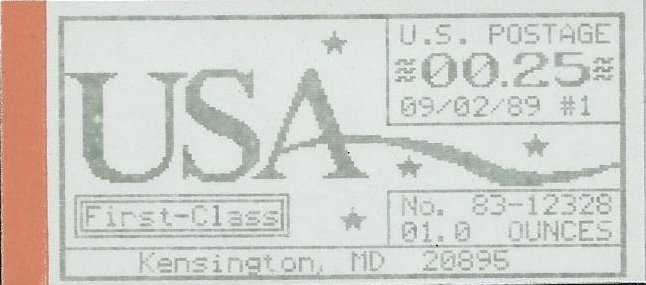 U.S. POSTAGE
≋00.25≋
09/02/89 #1
USA
First-Class
No. 83-12328
01.0 OUNCES
Kensington, MD 20895